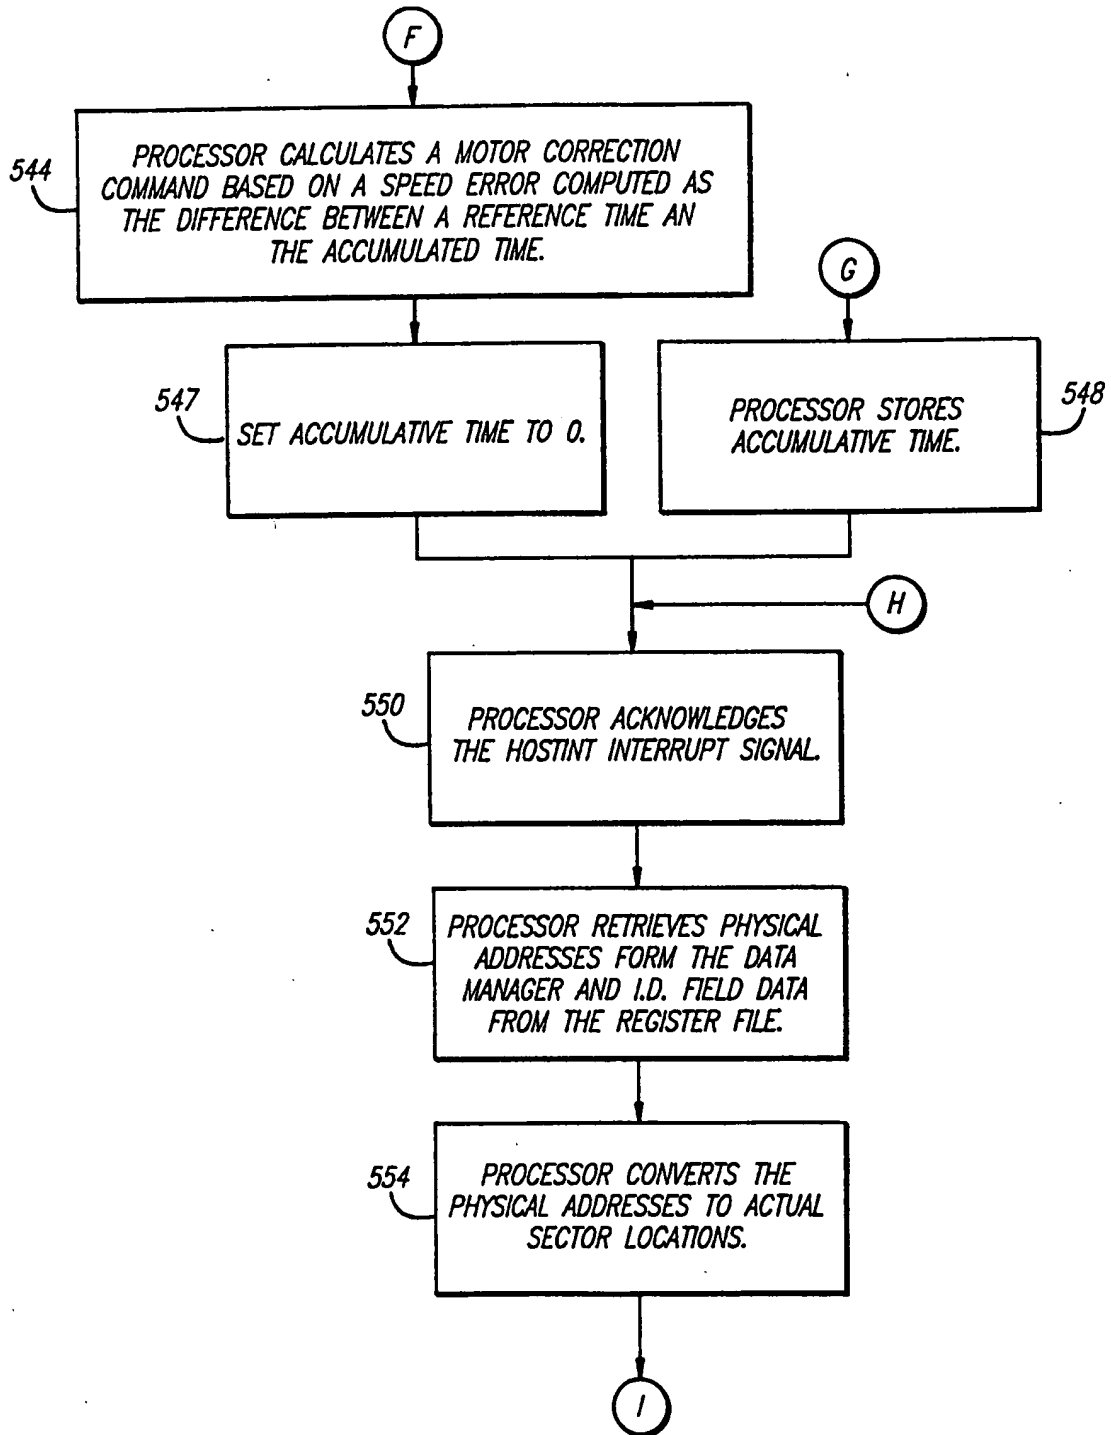 F
544
PROCESSOR CALCULATES A MOTOR CORRECTION
COMMAND BASED ON A SPEED ERROR COMPUTED AS
THE DIFFERENCE BETWEEN A REFERENCE TIME AN
THE ACCUMULATED TIME.
G
547
SET ACCUMULATIVE TIME TO 0.
PROCESSOR STORES
ACCUMULATIVE TIME.
548
H
550
PROCESSOR ACKNOWLEDGES
THE HOSTINT INTERRUPT SIGNAL.
552
PROCESSOR RETRIEVES PHYSICAL
ADDRESSES FORM THE DATA
MANAGER AND I.D. FIELD DATA
FROM THE REGISTER FILE.
554
PROCESSOR CONVERTS THE
PHYSICAL ADDRESSES TO ACTUAL
SECTOR LOCATIONS.
I